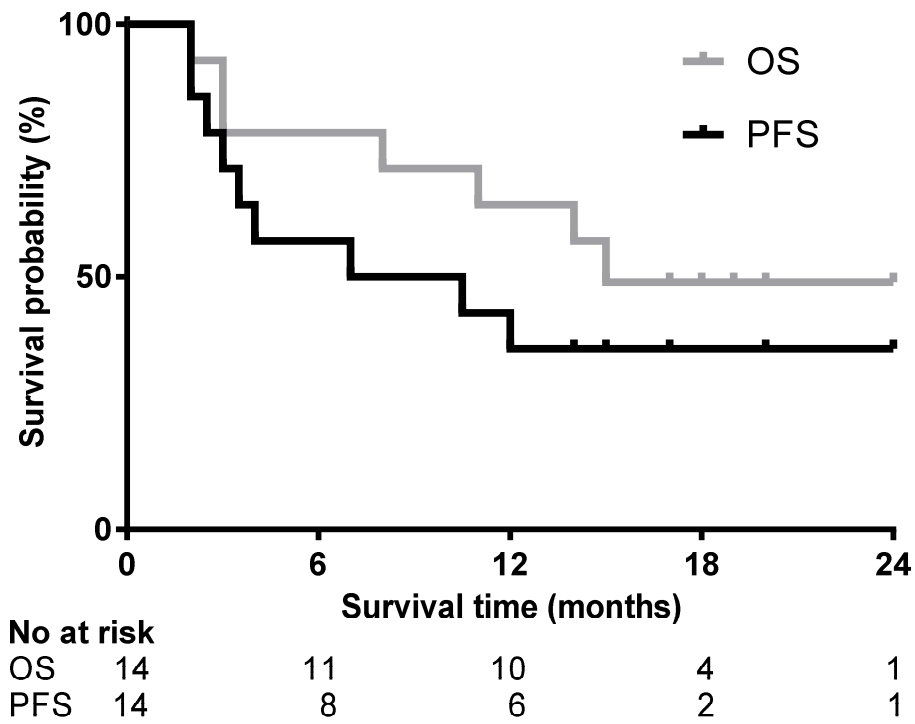 100
50
0
Survival probability (%)
OS
PFS
0 6 12 18 24
Survival time (months)
No at risk
OS 14 11 10 4 1
PFS 14 8 6 2 1